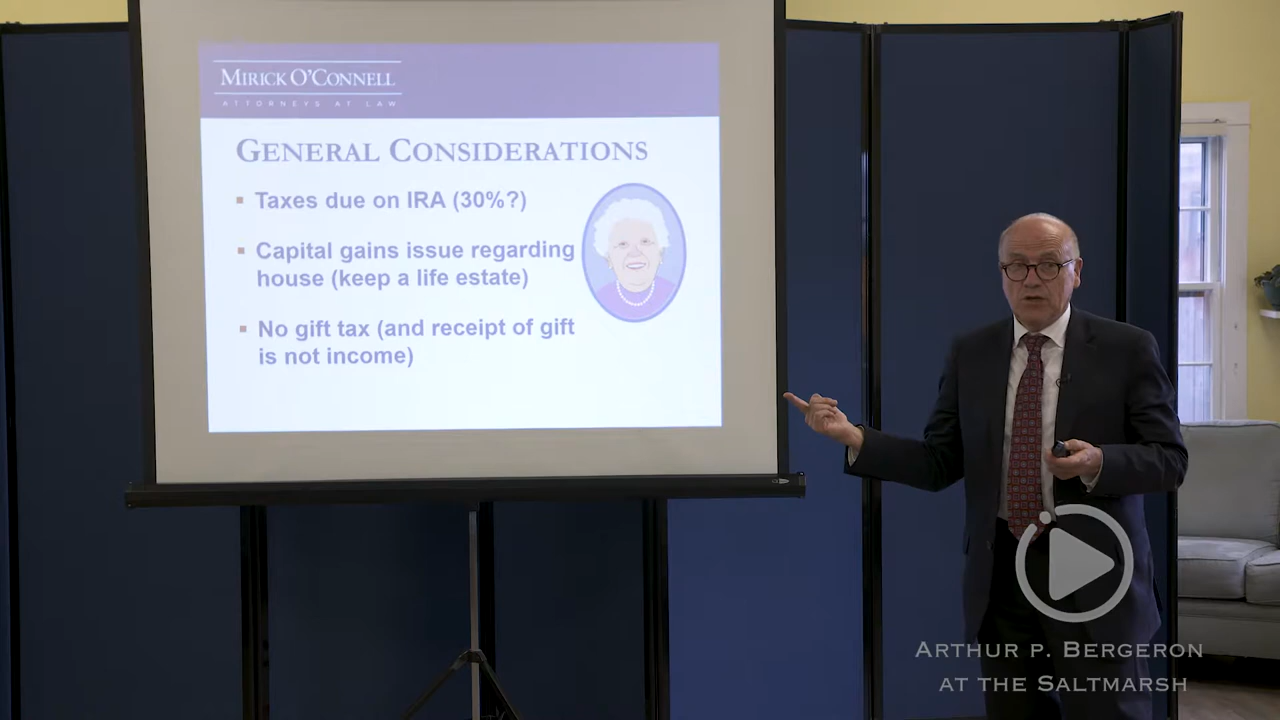 MIRICK O'CONNELL
ATTORNEYS AT LAW
GENERAL CONSIDERATIONS
▪ Taxes due on IRA (30%?)
▪ Capital gains issue regarding
house (keep a life estate)
▪ No gift tax (and receipt of gift
is not income)
ARTHUR P. BERGERON
AT THE SALTMARSH